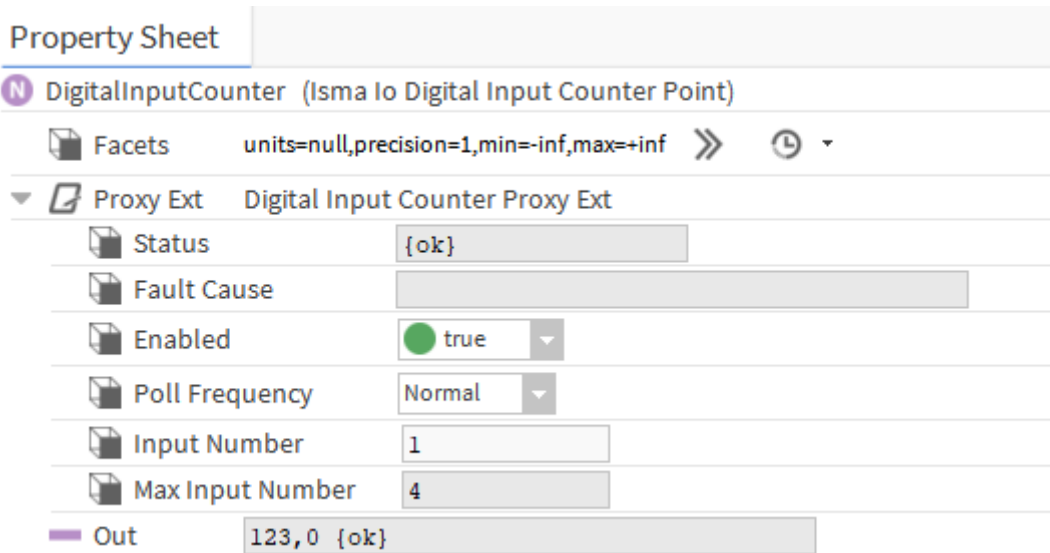 Property Sheet
N DigitalInputCounter (Isma Io Digital Input Counter Point)
Facets units=null,precision=1,min=-inf,max=+inf
Proxy Ext Digital Input Counter Proxy Ext
Status {ok}
Fault Cause
Enabled true
Poll Frequency Normal
Input Number 1
Max Input Number 4
Out 123,0 {ok}